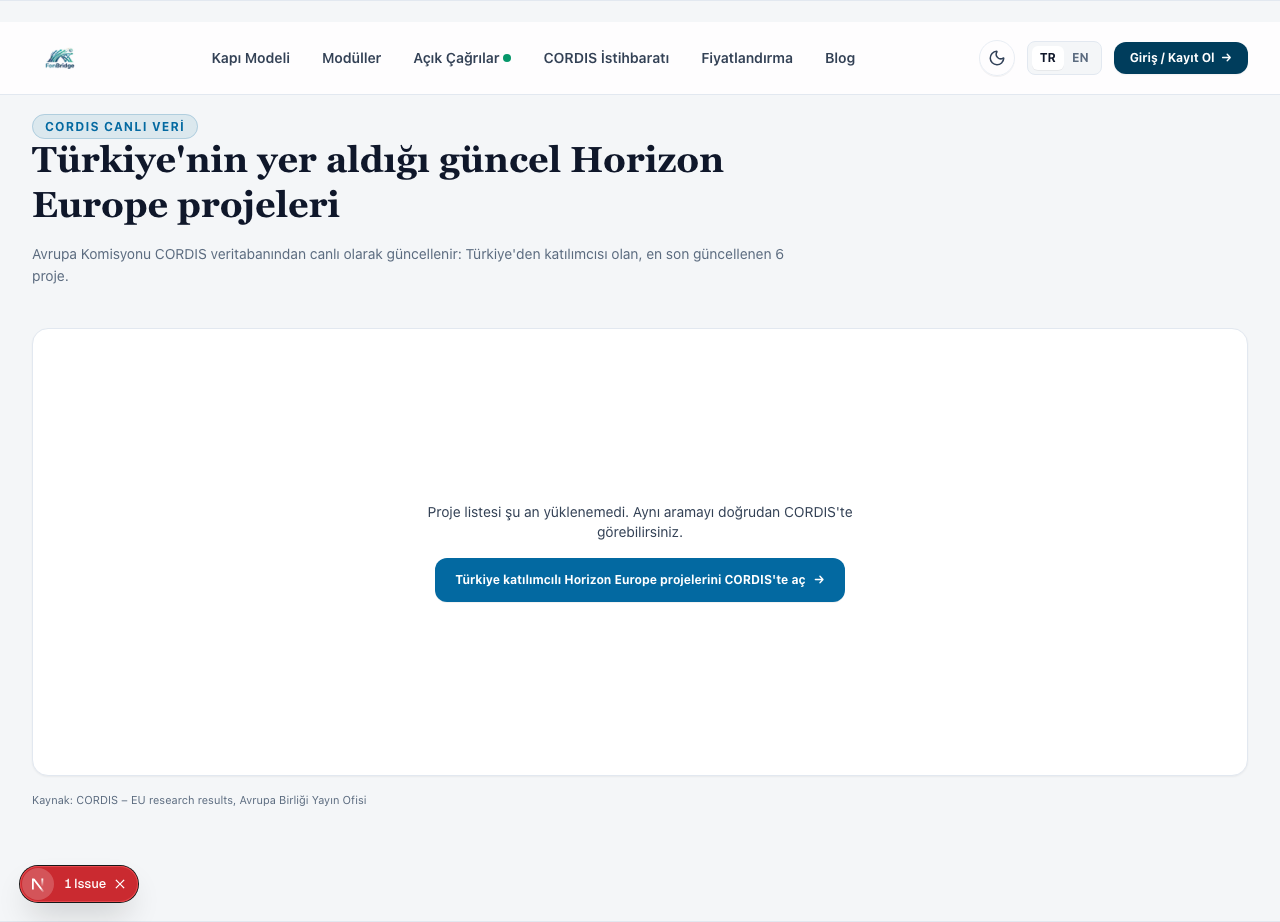 FonBridge
Kapı Modeli
Modüller
Açık Çağrılar
CORDIS İstihbaratı
Fiyatlandırma
Blog
TR
EN
Giriş / Kayıt Ol →
CORDIS CANLI VERİ
Türkiye'nin yer aldığı güncel Horizon
Europe projeleri
Avrupa Komisyonu CORDIS veritabanından canlı olarak güncellenir: Türkiye'den katılımcısı olan, en son güncellenen 6
proje.
Proje listesi şu an yüklenemedi. Aynı aramayı doğrudan CORDIS'te
görebilirsiniz.
Türkiye katılımcılı Horizon Europe projelerini CORDIS'te aç →
Kaynak: CORDIS – EU research results, Avrupa Birliği Yayın Ofisi
N
1 Issue